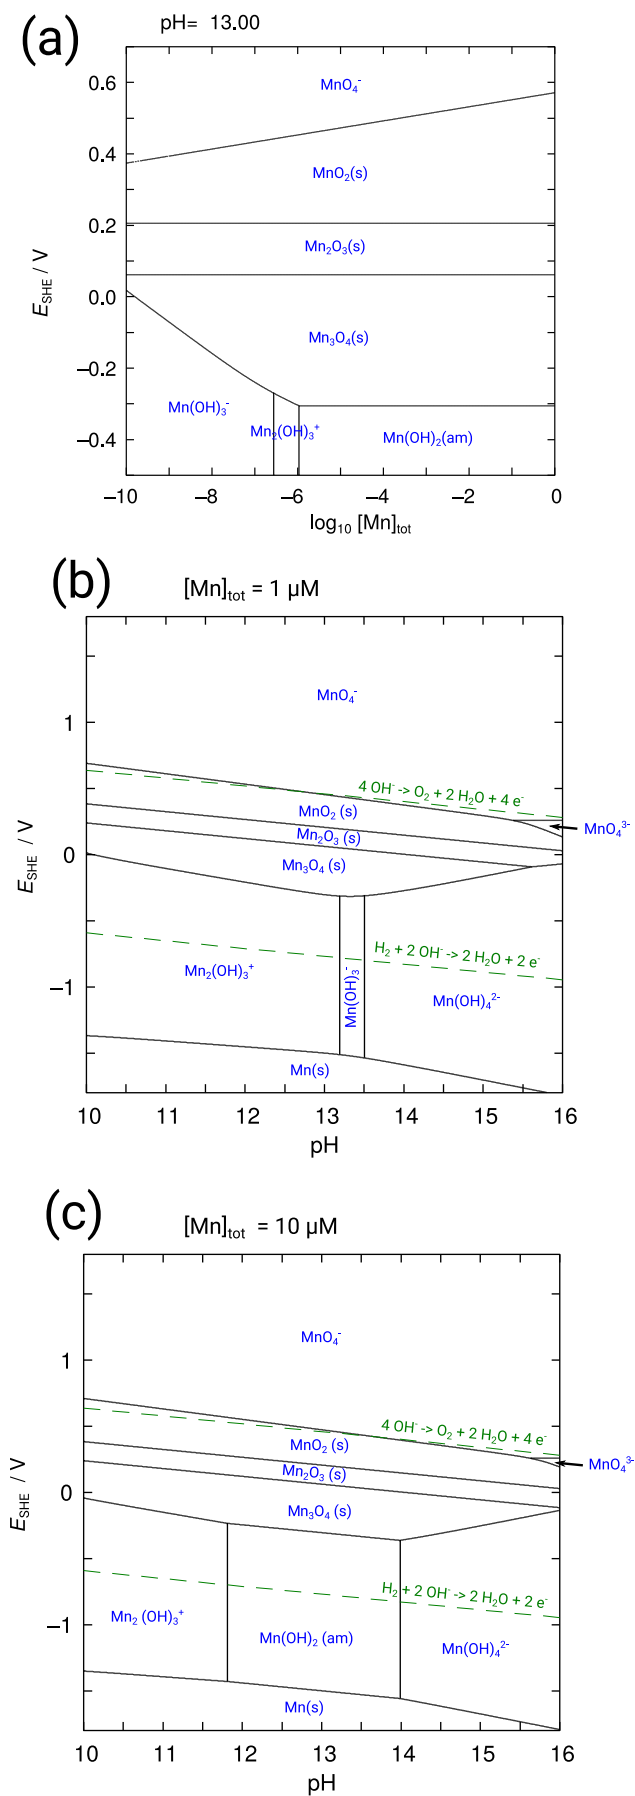 (a)
pH= 13.00
0.6
0.4
0.2
0.0
−0.2
−0.4
E_SHE / V
MnO₄⁻
MnO₂(s)
Mn₂O₃(s)
Mn₃O₄(s)
Mn(OH)₃⁻
Mn₂(OH)₃⁺
Mn(OH)₂(am)
−10 −8 −6 −4 −2 0
log₁₀ [Mn]tot
(b)
[Mn]tot = 1 µM
1
0
−1
E_SHE / V
MnO₄⁻
4 OH⁻-> O₂ + 2 H₂O + 4 e⁻
MnO₂ (s)
MnO₄³⁻
Mn₂O₃ (s)
Mn₃O₄ (s)
H₂ + 2 OH⁻-> 2 H₂O + 2 e⁻
Mn₂(OH)₃⁺
Mn(OH)₃⁻
Mn(OH)₄²⁻
Mn(s)
10 11 12 13 14 15 16
pH
(c)
[Mn]tot = 10 µM
1
0
−1
E_SHE / V
MnO₄⁻
4 OH⁻-> O₂ + 2 H₂O + 4 e⁻
MnO₂ (s)
MnO₄³⁻
Mn₂O₃ (s)
Mn₃O₄ (s)
H₂ + 2 OH⁻-> 2 H₂O + 2 e⁻
Mn₂ (OH)₃⁺
Mn(OH)₂ (am)
Mn(OH)₄²⁻
Mn(s)
10 11 12 13 14 15 16
pH